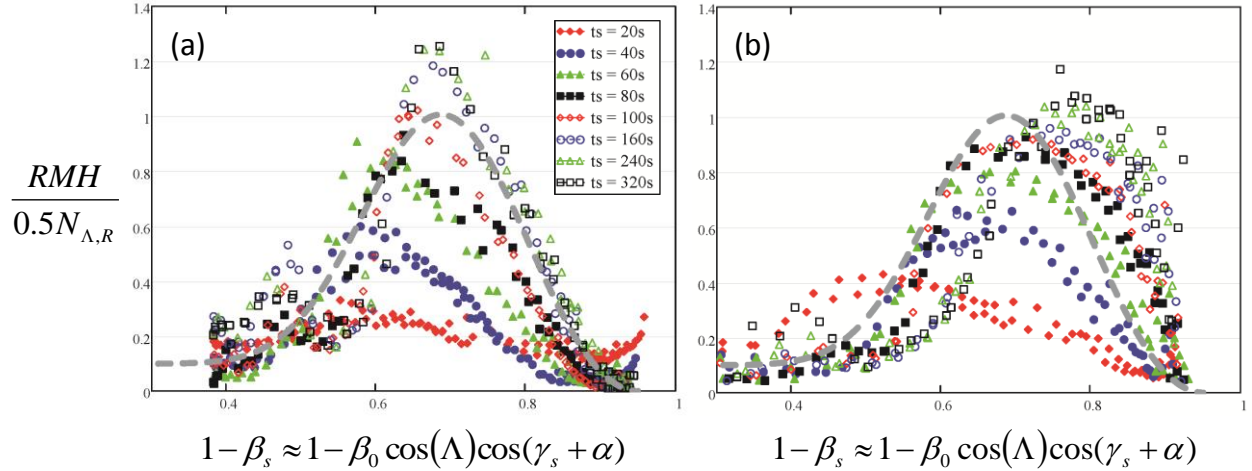 (a)
(b)
RMH
0.5N_{Λ,R}
1.4
1.2
1
0.8
0.6
0.4
0.2
0
0.4
0.6
0.8
1
ts = 20s
ts = 40s
ts = 60s
ts = 80s
ts = 100s
ts = 160s
ts = 240s
ts = 320s
1.4
1.2
1
0.8
0.6
0.4
0.2
0
0.4
0.6
0.8
1
1−β_s ≈ 1−β_0 cos(Λ)cos(γ_s + α)
1−β_s ≈ 1−β_0 cos(Λ)cos(γ_s + α)